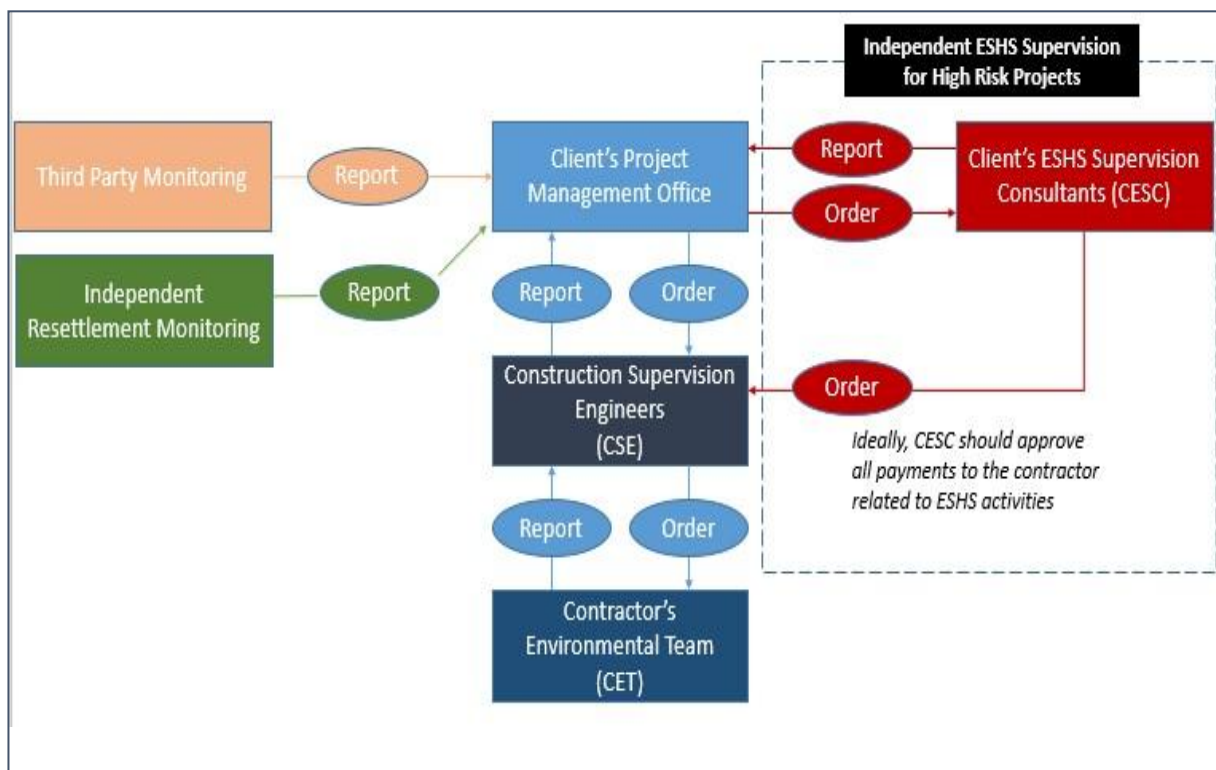 Independent ESHS Supervision
for High Risk Projects
Third Party Monitoring
Report
Client's Project
Management Office
Report
Order
Client's ESHS Supervision
Consultants (CESC)
Independent
Resettlement Monitoring
Report
Report
Order
Construction Supervision
Engineers
(CSE)
Order
Ideally, CESC should approve
all payments to the contractor
related to ESHS activities
Report
Order
Contractor's
Environmental Team
(CET)